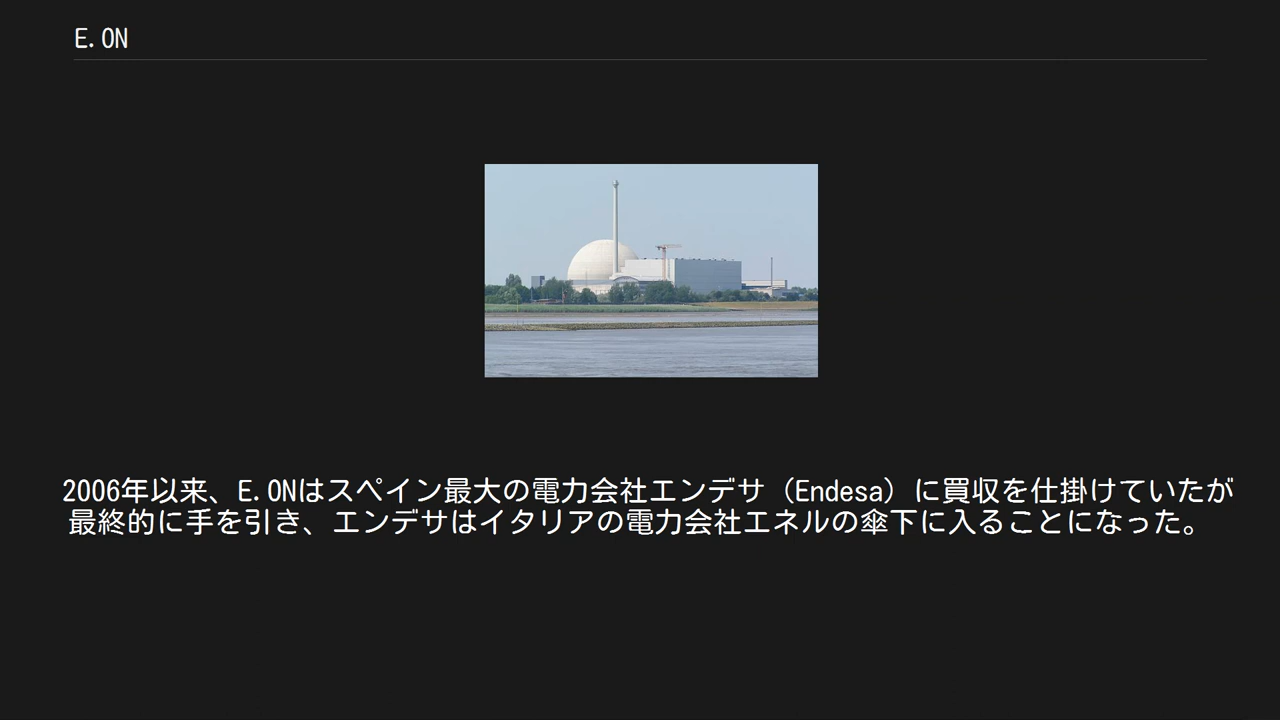 E.ON
2006年以来、E.ONはスペイン最大の電力会社エンデサ（Endesa）に買収を仕掛けていたが
最終的に手を引き、エンデサはイタリアの電力会社エネルの傘下に入ることになった。